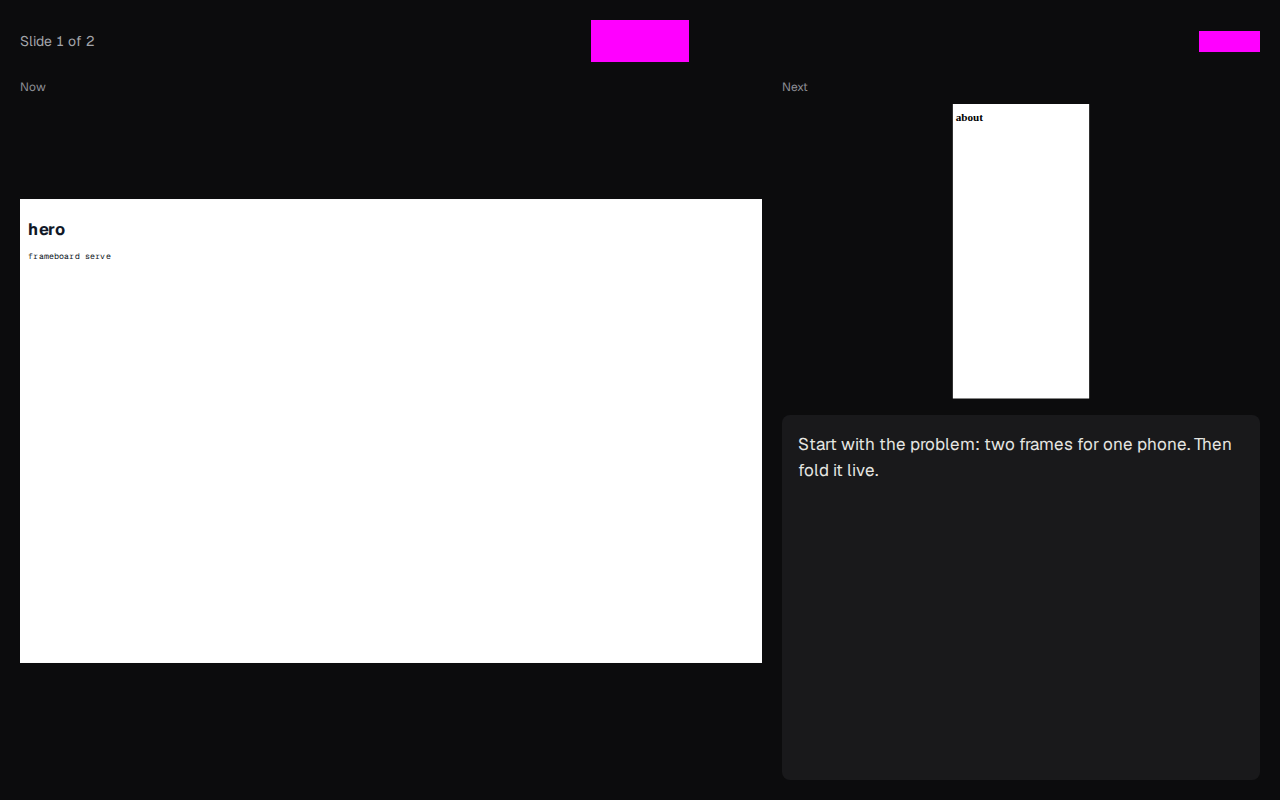 Slide 1 of 2
Now
hero
frameboard serve
Next
about
Start with the problem: two frames for one phone. Then
fold it live.